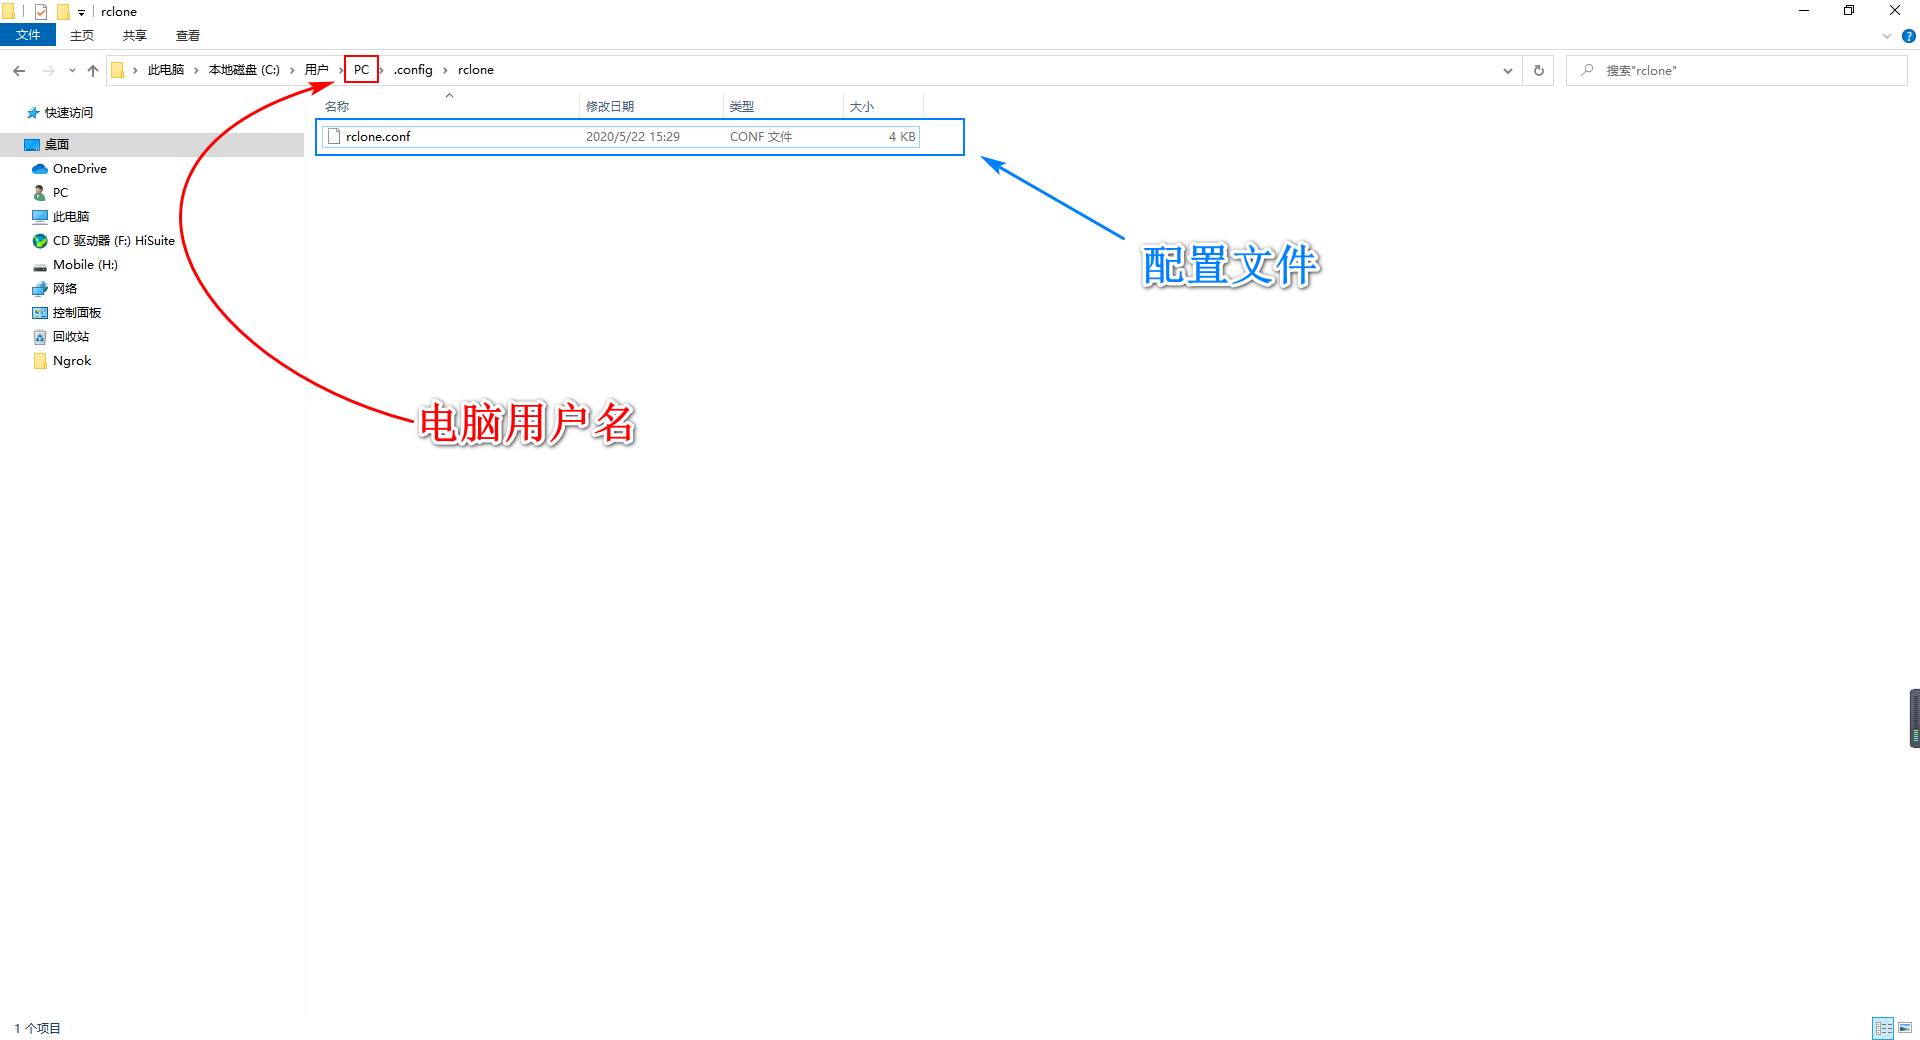 rclone
文件 主页 共享 查看
此电脑 本地磁盘 (C:) 用户 PC .config rclone
搜索"rclone"
快速访问
桌面
OneDrive
PC
此电脑
CD 驱动器 (F:) HiSuite
Mobile (H:)
网络
控制面板
回收站
Ngrok
名称 修改日期 类型 大小
rclone.conf 2020/5/22 15:29 CONF 文件 4 KB
配置文件
电脑用户名
1 个项目